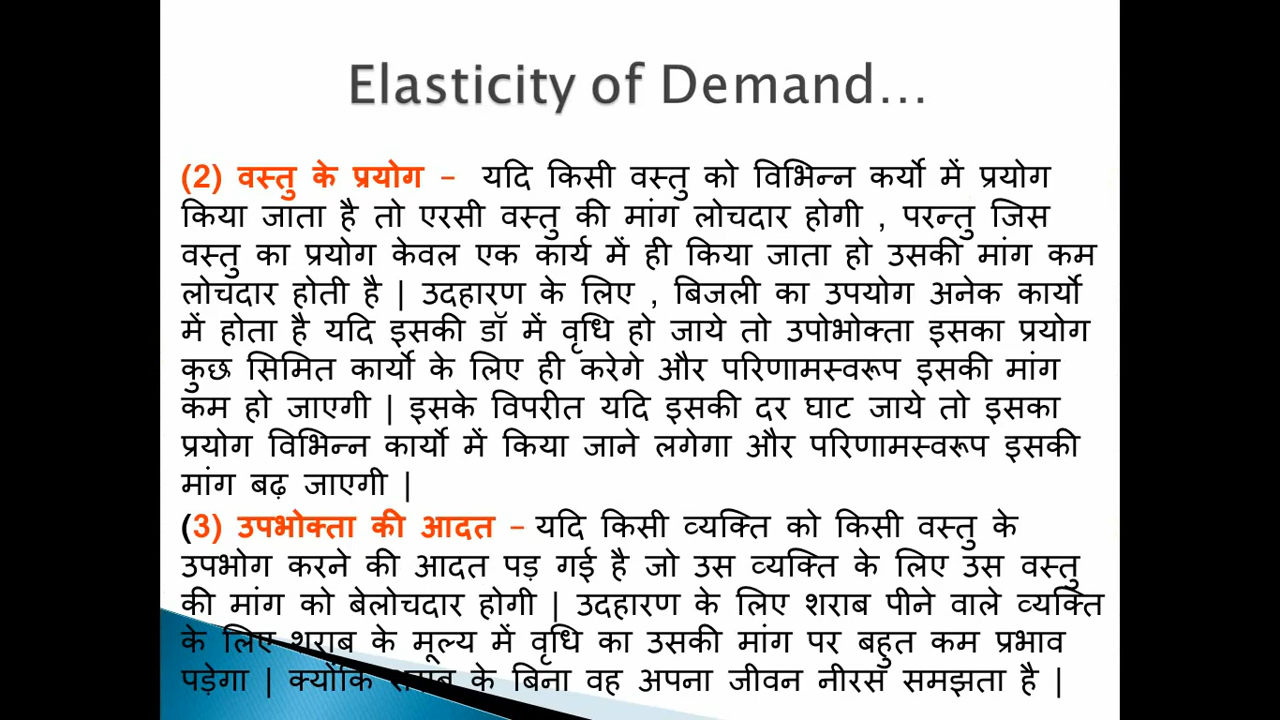 Elasticity of Demand...
(2) वस्तु के प्रयोग – यदि किसी वस्तु को विभिन्न कर्यो में प्रयोग
किया जाता है तो एरसी वस्तु की मांग लोचदार होगी , परन्तु जिस
वस्तु का प्रयोग केवल एक कार्य में ही किया जाता हो उसकी मांग कम
लोचदार होती है | उदहारण के लिए , बिजली का उपयोग अनेक कार्यो
में होता है यदि इसकी डॉ में वृधि हो जाये तो उपोभोक्ता इसका प्रयोग
कुछ सिमित कार्यो के लिए ही करेगे और परिणामस्वरूप इसकी मांग
कम हो जाएगी | इसके विपरीत यदि इसकी दर घाट जाये तो इसका
प्रयोग विभिन्न कार्यो में किया जाने लगेगा और परिणामस्वरूप इसकी
मांग बढ़ जाएगी |
(3) उपभोक्ता की आदत – यदि किसी व्यक्ति को किसी वस्तु के
उपभोग करने की आदत पड़ गई है जो उस व्यक्ति के लिए उस वस्तु
की मांग को बेलोचदार होगी | उदहारण के लिए शराब पीने वाले व्यक्ति
के लिए शराब के मूल्य में वृधि का उसकी मांग पर बहुत कम प्रभाव
पड़ेगा | क्योंकि शराब के बिना वह अपना जीवन नीरस समझता है |